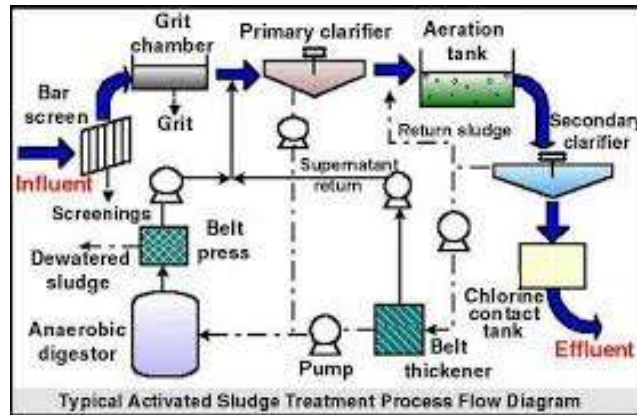 Grit
chamber
Primary clarifier
Aeration
tank
Bar
screen
Grit
Return sludge
Secondary
clarifier
Influent
Supernatant
return
Screenings
Belt
press
Dewatered
sludge
Chlorine
contact
tank
Anaerobic
digestor
Pump
Belt
thickener
Effluent
Typical Activated Sludge Treatment Process Flow Diagram